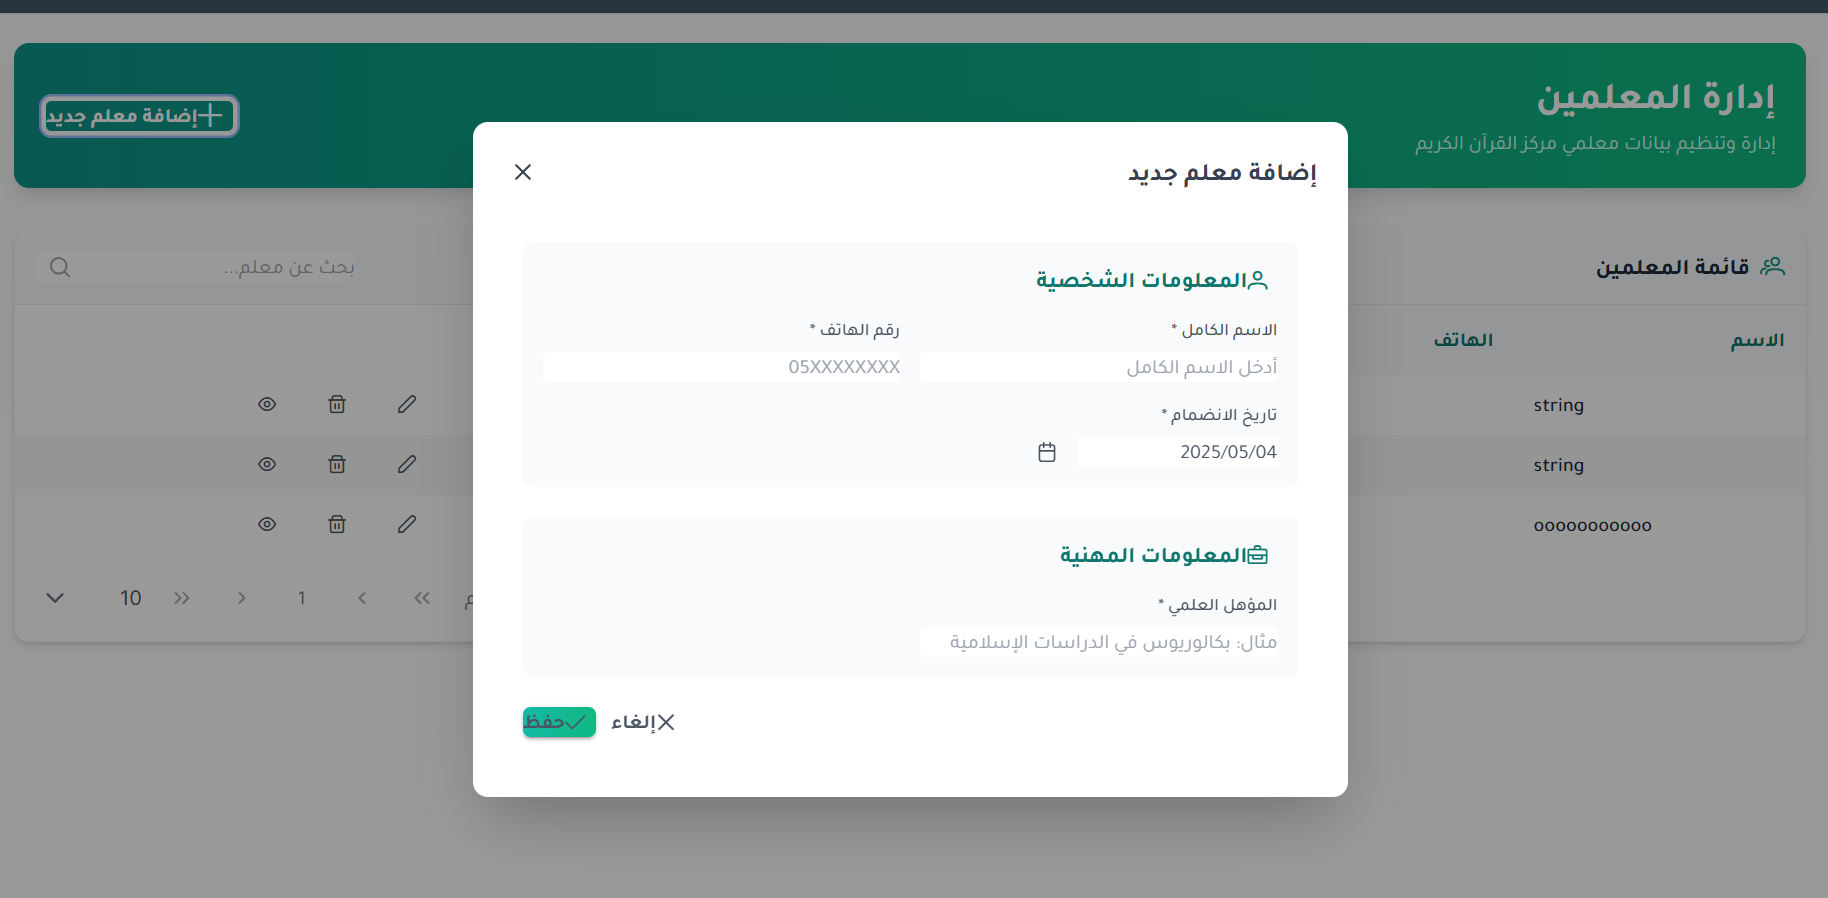 إدارة المعلمين
إدارة وتنظيم بيانات معلمي مركز القرآن الكريم
إضافة معلم جديد
قائمة المعلمين
بحث عن معلم...
الاسم
الهاتف
string
string
ooooooooooo
1
10
إضافة معلم جديد
المعلومات الشخصية
الاسم الكامل *
رقم الهاتف *
أدخل الاسم الكامل
05XXXXXXXX
تاريخ الانضمام *
2025/05/04
المعلومات المهنية
المؤهل العلمي *
مثال: بكالوريوس في الدراسات الإسلامية
إلغاء
حفظ